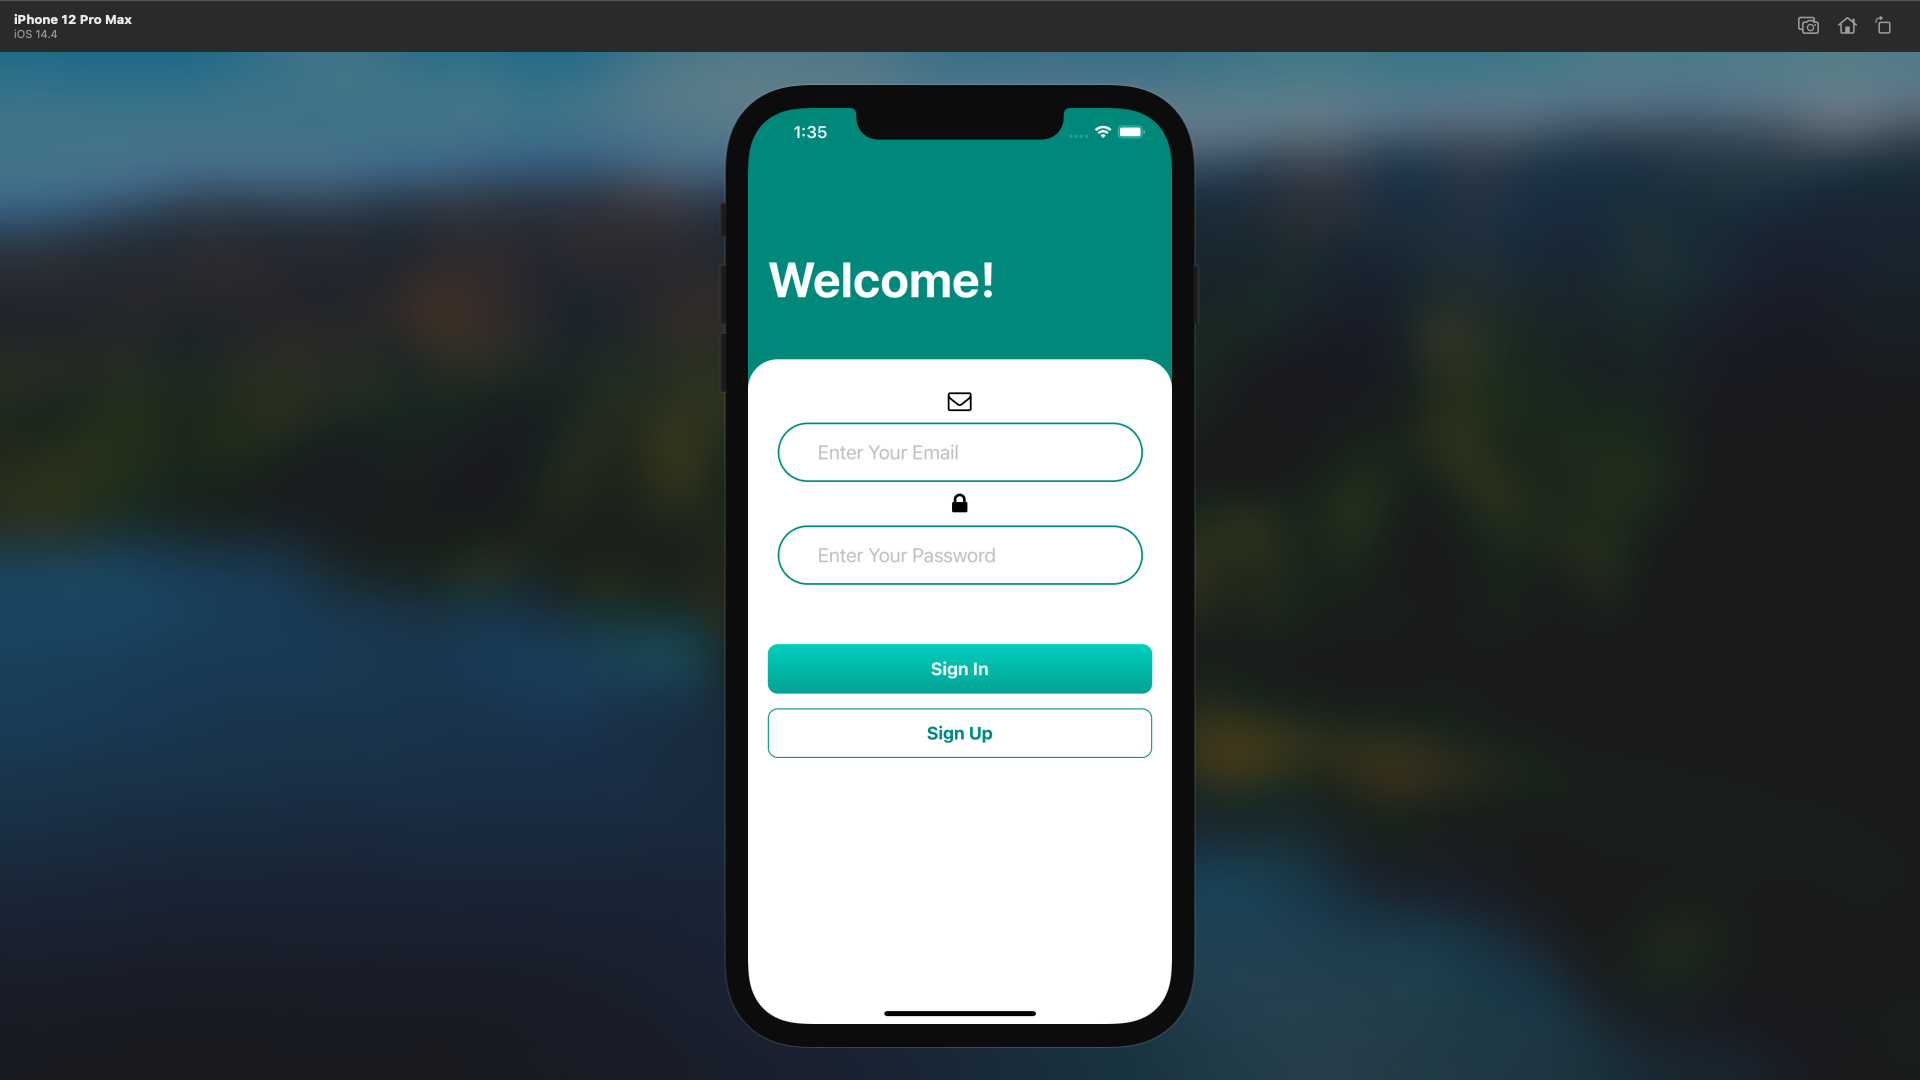 iPhone 12 Pro Max
iOS 14.4
1:35
Welcome!
Enter Your Email
Enter Your Password
Sign In
Sign Up